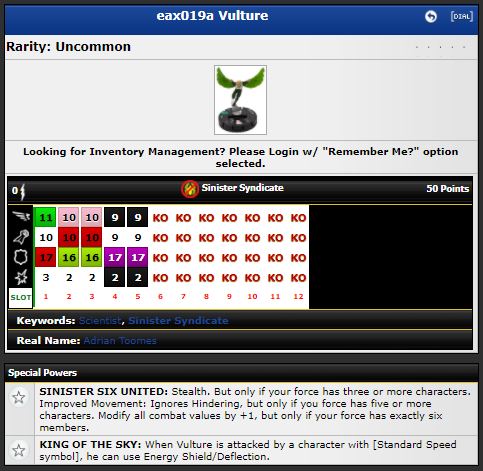 eax019a Vulture
[DIAL]
Rarity: Uncommon
Looking for Inventory Management? Please Login w/ "Remember Me?" option
selected.
0 Sinister Syndicate 50 Points
11 10 10 9 9 KO KO KO KO KO KO KO
10 10 10 9 9 KO KO KO KO KO KO KO
17 16 16 17 17 KO KO KO KO KO KO KO
3 2 2 2 2 KO KO KO KO KO KO KO
SLOT 1 2 3 4 5 6 7 8 9 10 11 12
Keywords: Scientist, Sinister Syndicate
Real Name: Adrian Toomes
Special Powers
SINISTER SIX UNITED: Stealth. But only if your force has three or more characters.
Improved Movement: Ignores Hindering, but only if you force has five or more
characters. Modify all combat values by +1, but only if your force has exactly six
members.
KING OF THE SKY: When Vulture is attacked by a character with [Standard Speed
symbol], he can use Energy Shield/Deflection.